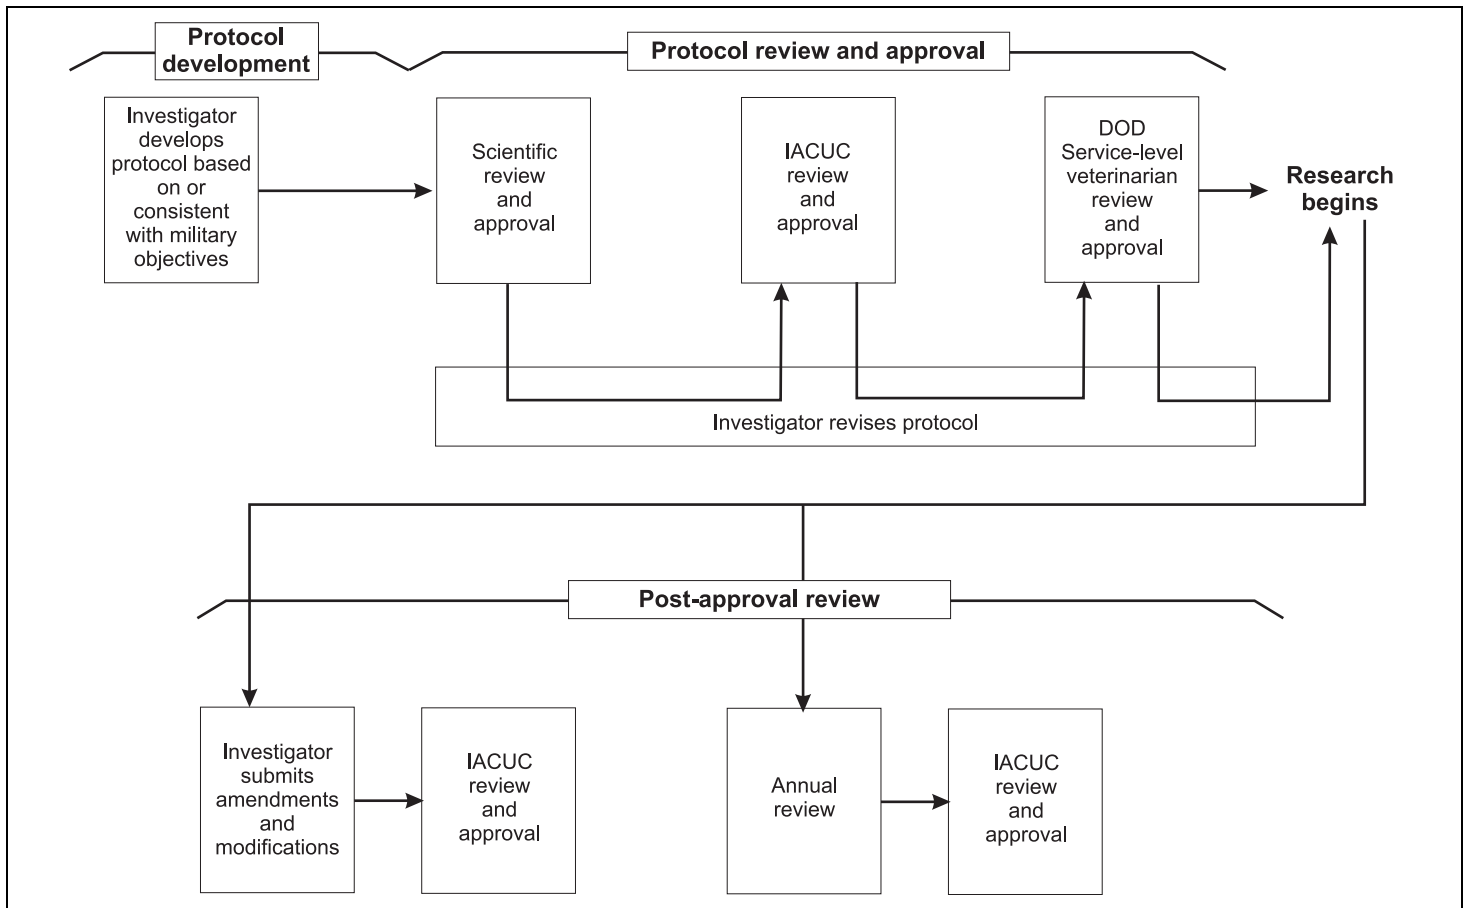 Protocol
development
Protocol review and approval
Investigator
develops
protocol based
on or
consistent
with military
objectives
Scientific
review
and
approval
IACUC
review
and
approval
DOD
Service-level
veterinarian
review
and
approval
Research
begins
Investigator revises protocol
Post-approval review
Investigator
submits
amendments
and
modifications
IACUC
review
and
approval
Annual
review
IACUC
review
and
approval